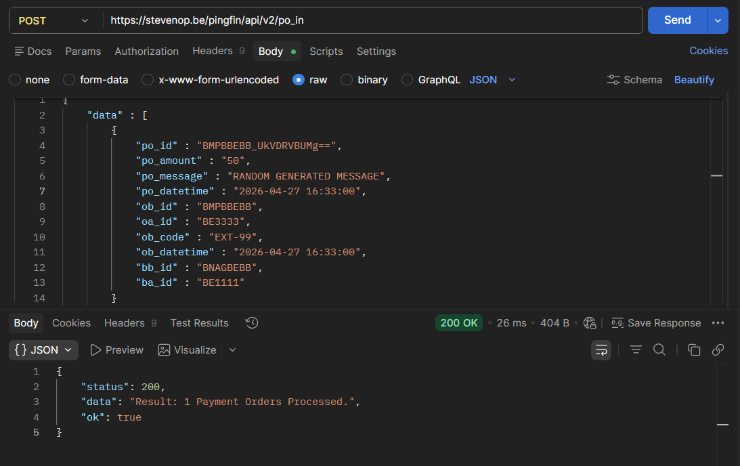 POST https://stevenop.be/pingfin/api/v2/po_in Send
Docs Params Authorization Headers 9 Body Scripts Settings Cookies
none form-data x-www-form-urlencoded raw binary GraphQL JSON Schema Beautify
1 {
2 "data" : [
3 {
4 "po_id" : "BMPBBEBB_UkVDRVBUMg==",
5 "po_amount" : "50",
6 "po_message" : "RANDOM GENERATED MESSAGE",
7 "po_datetime" : "2026-04-27 16:33:00",
8 "ob_id" : "BMPBBEBB",
9 "oa_id" : "BE3333",
10 "ob_code" : "EXT-99",
11 "ob_datetime" : "2026-04-27 16:33:00",
12 "bb_id" : "BNAGBEBB",
13 "ba_id" : "BE1111"
14 }
Body Cookies Headers 9 Test Results 200 OK • 26 ms • 404 B • e.g. Save Response
{} JSON Preview Visualize
1 {
2 "status": 200,
3 "data": "Result: 1 Payment Orders Processed.",
4 "ok": true
5 }